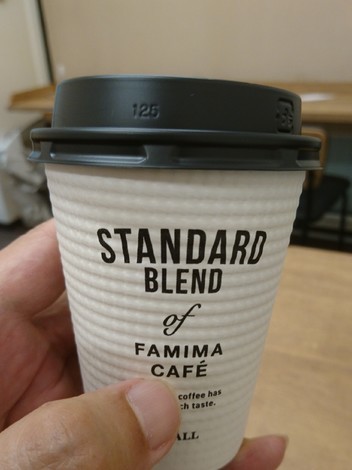 125
STANDARD
BLEND
of
FAMIMA
CAFÉ
coffee has
taste.